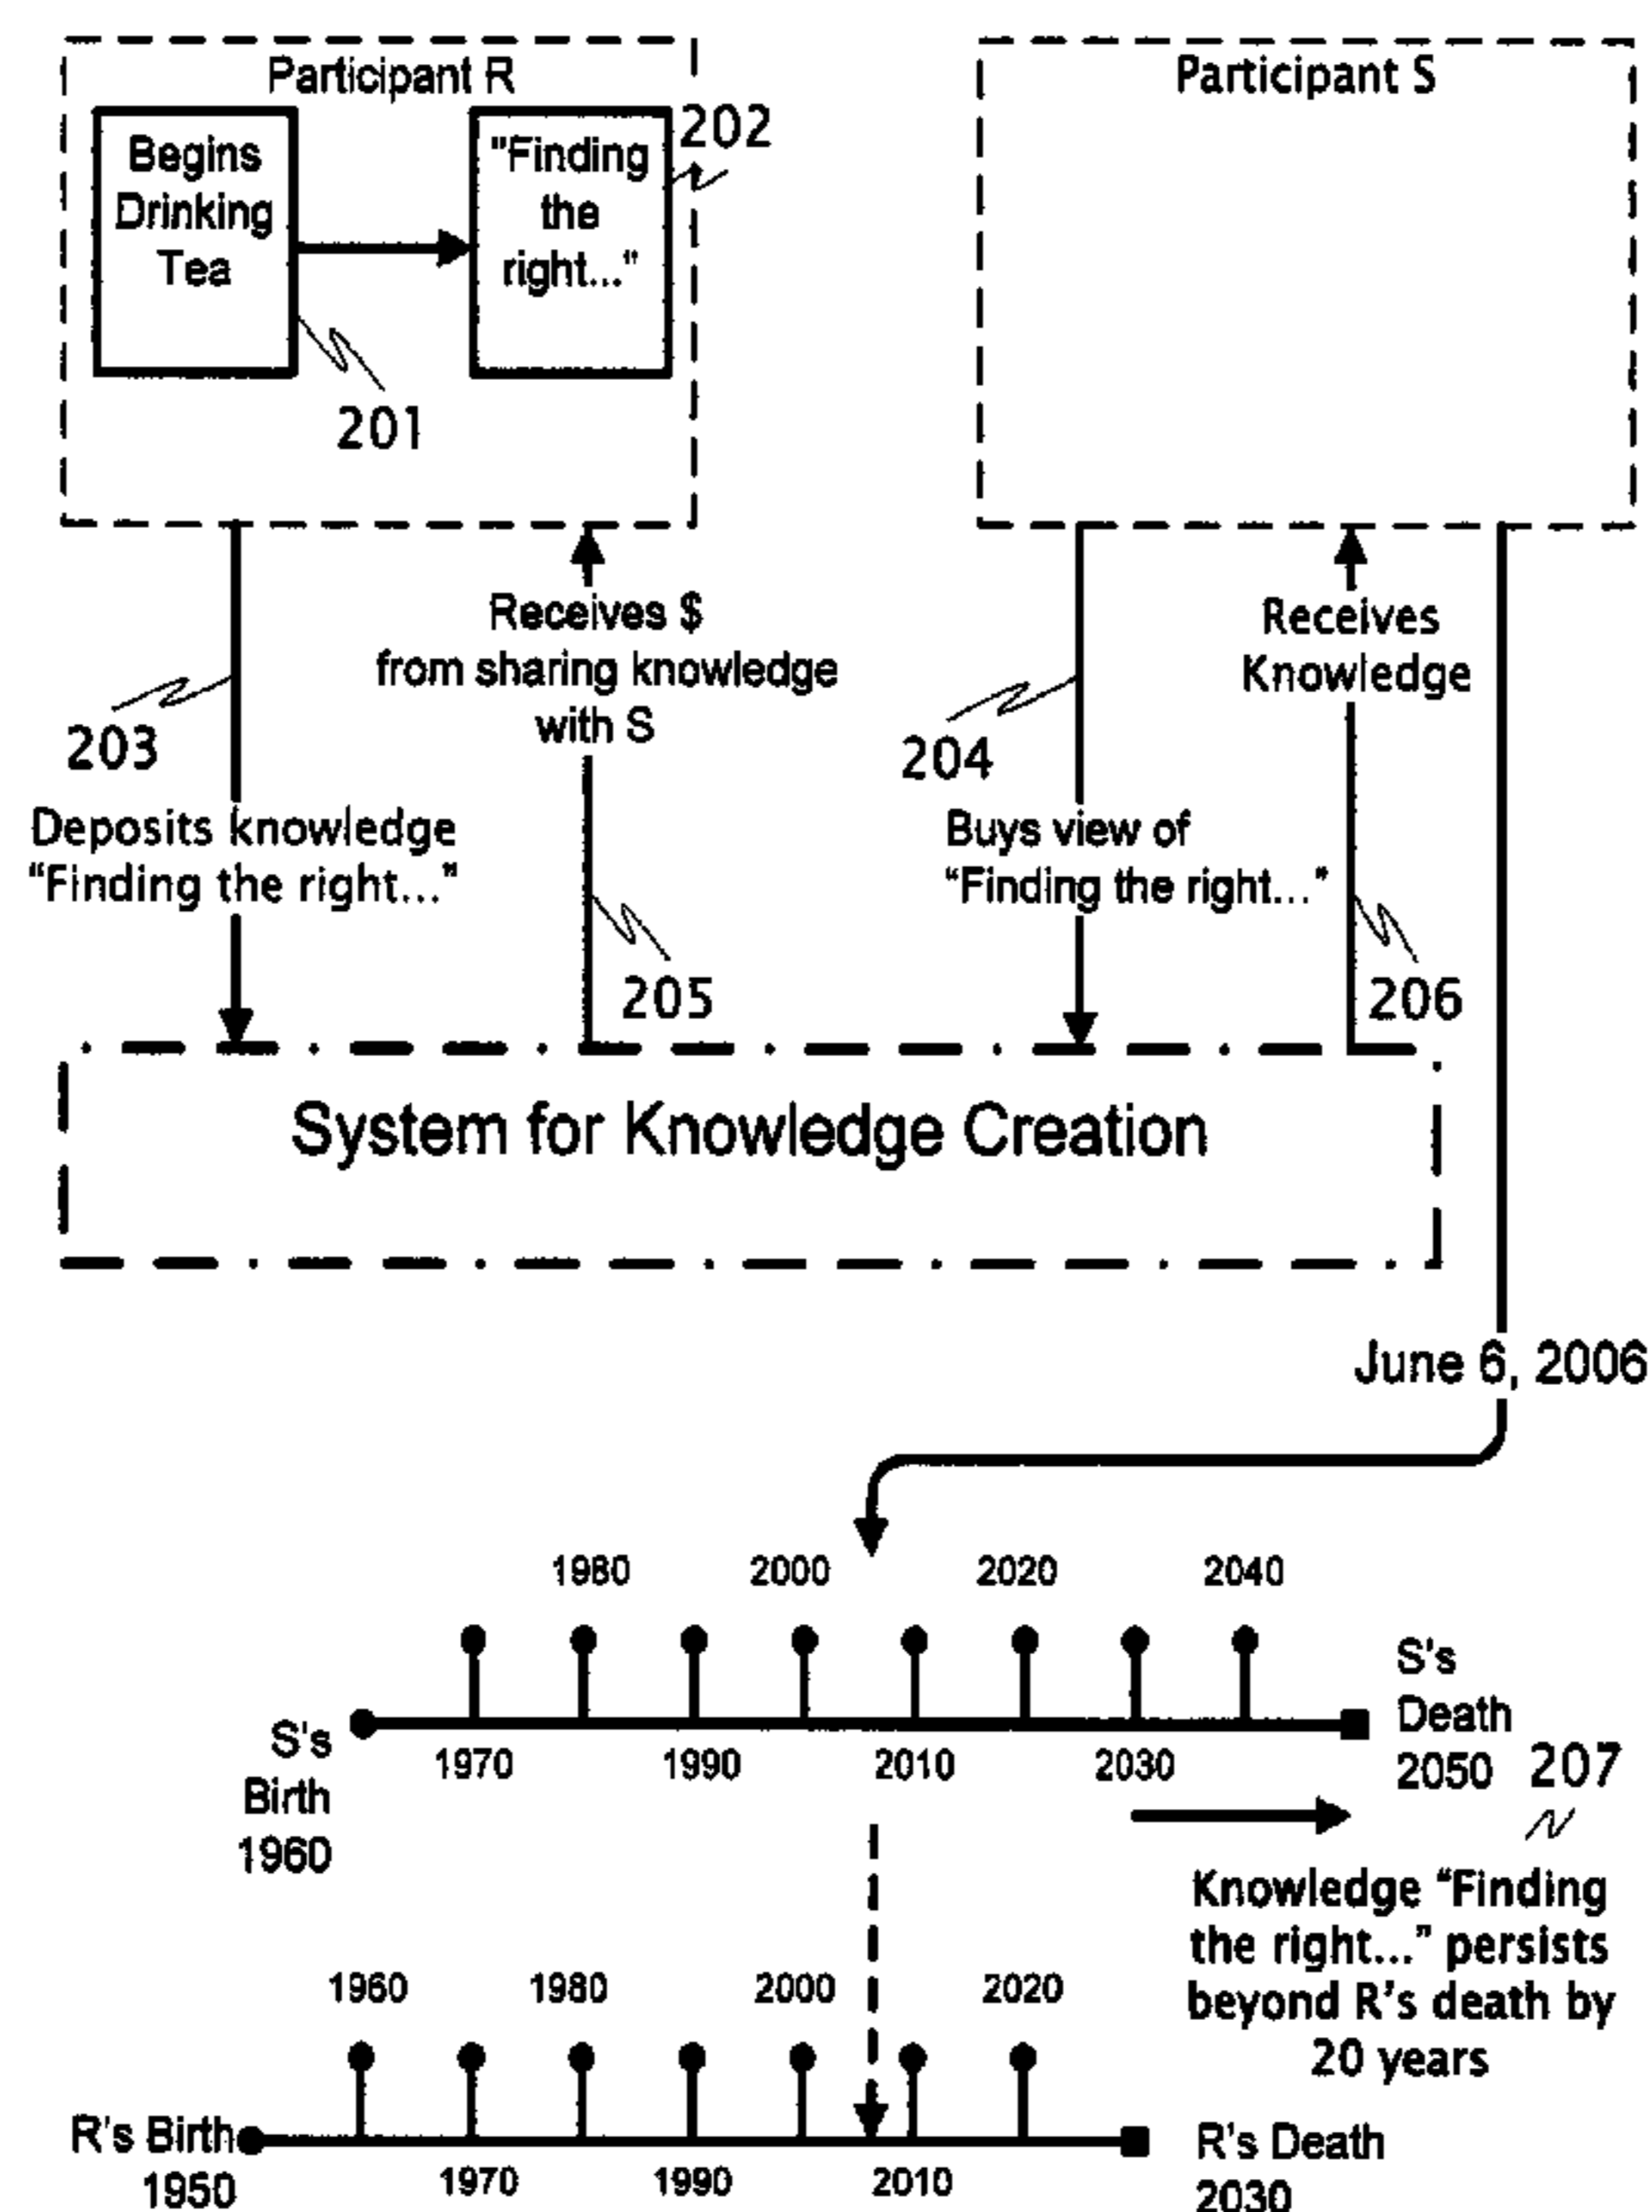 Participant R
Begins
Drinking
Tea
"Finding
the
right..."
202
201
Participant S
Receives $
from sharing knowledge
with S
Receives
Knowledge
203
204
Deposits knowledge
“Finding the right...”
Buys view of
“Finding the right...”
205
206
System for Knowledge Creation
June 6, 2006
1980 2000 2020 2040
S's
Birth
1960
1970 1990 2010 2030
S's
Death
2050
207
Knowledge “Finding
the right...” persists
beyond R's death by
20 years
1960 1980 2000 2020
R's Birth
1950
1970 1990 2010
R's Death
2030